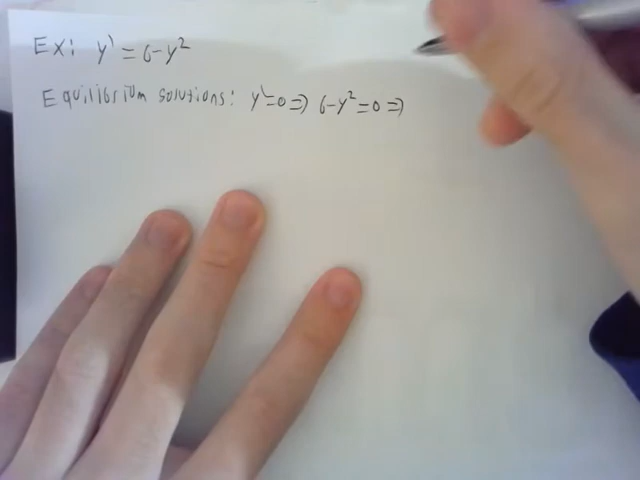 Ex: y' = 6-y²
Equilibrium solutions: y'=0 => 6-y²=0 =>